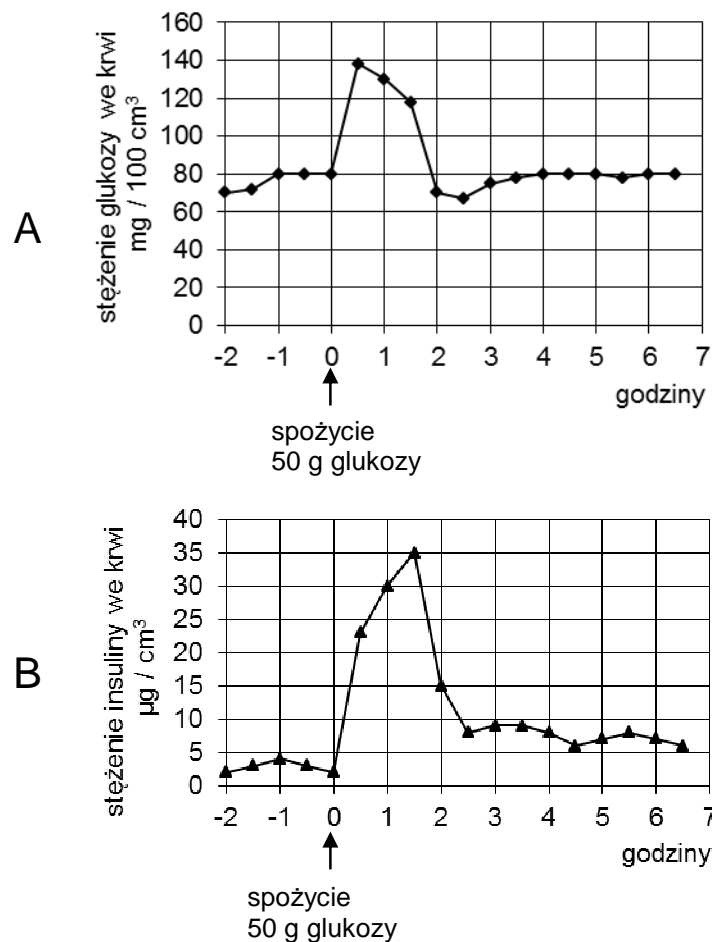 A
stężenie glukozy we krwi
mg / 100 cm³
160
140
120
100
80
60
40
20
0
-2 -1 0 1 2 3 4 5 6 7
godziny
spożycie
50 g glukozy
B
stężenie insuliny we krwi
µg / cm³
40
35
30
25
20
15
10
5
0
-2 -1 0 1 2 3 4 5 6 7
godziny
spożycie
50 g glukozy